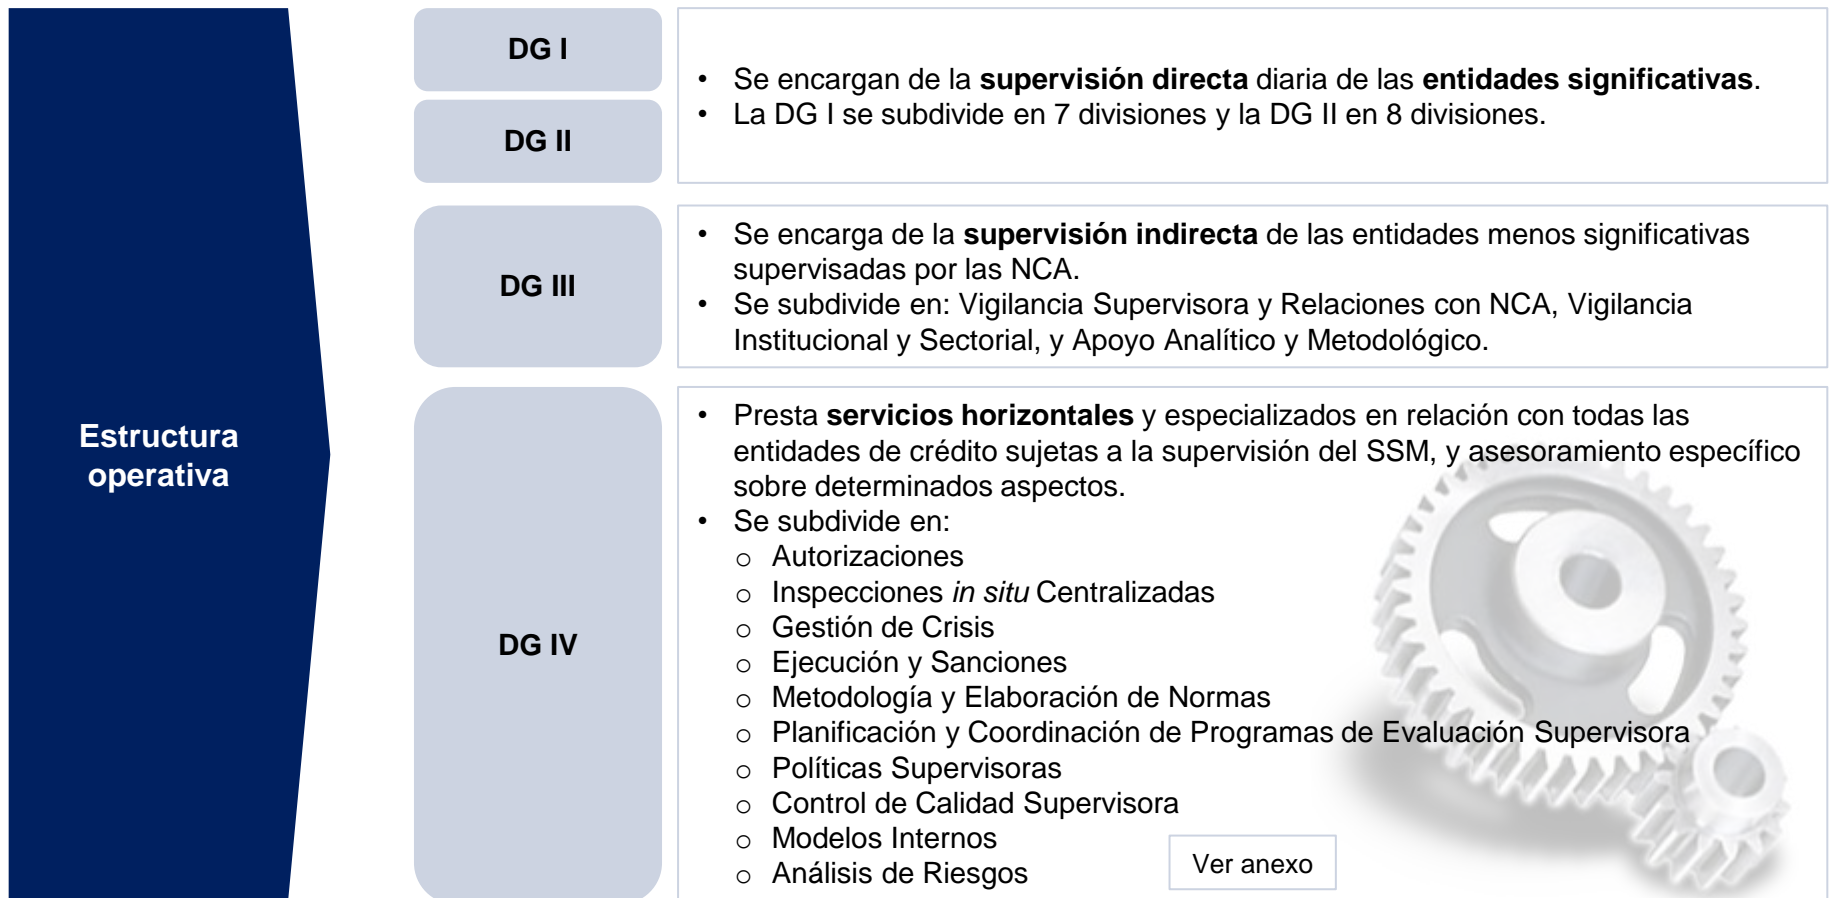 Estructura
operativa
DG I
DG II
• Se encargan de la supervisión directa diaria de las entidades significativas.
• La DG I se subdivide en 7 divisiones y la DG II en 8 divisiones.
DG III
• Se encarga de la supervisión indirecta de las entidades menos significativas
supervisadas por las NCA.
• Se subdivide en: Vigilancia Supervisora y Relaciones con NCA, Vigilancia
Institucional y Sectorial, y Apoyo Analítico y Metodológico.
DG IV
• Presta servicios horizontales y especializados en relación con todas las
entidades de crédito sujetas a la supervisión del SSM, y asesoramiento específico
sobre determinados aspectos.
• Se subdivide en:
o Autorizaciones
o Inspecciones in situ Centralizadas
o Gestión de Crisis
o Ejecución y Sanciones
o Metodología y Elaboración de Normas
o Planificación y Coordinación de Programas de Evaluación Supervisora
o Políticas Supervisoras
o Control de Calidad Supervisora
o Modelos Internos
o Análisis de Riesgos
Ver anexo